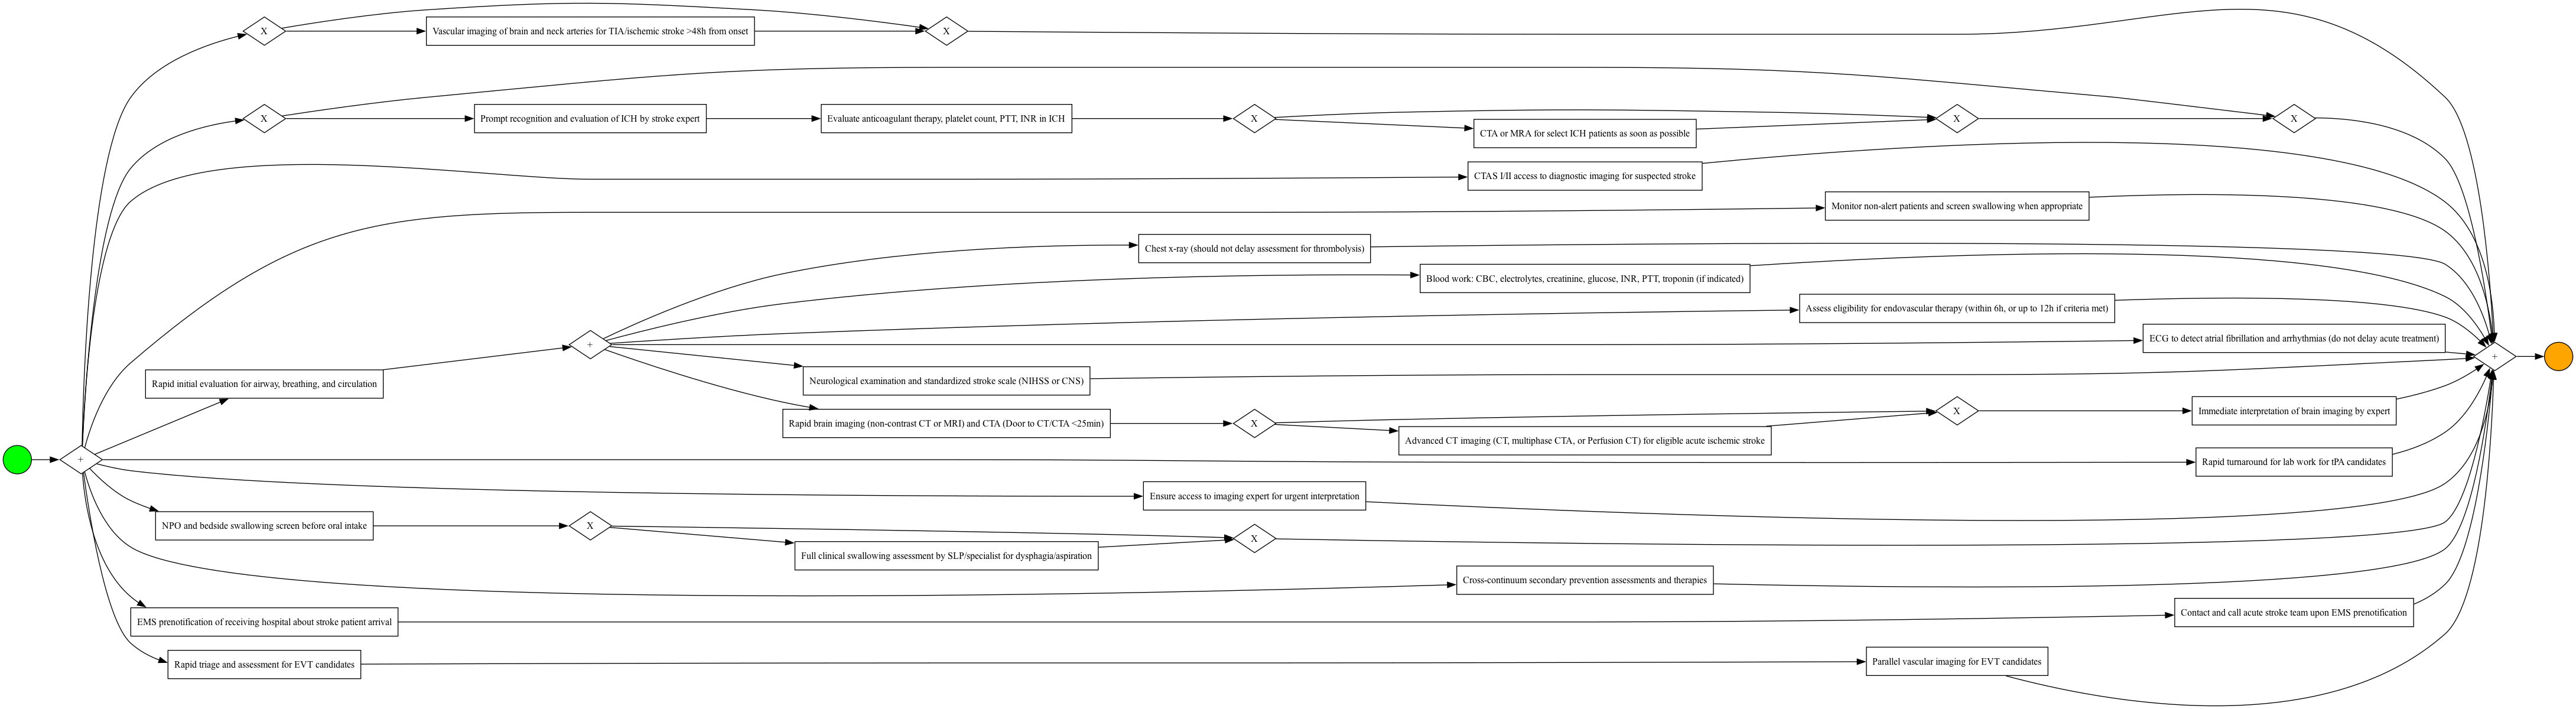 X
Vascular imaging of brain and neck arteries for TIA/ischemic stroke >48h from onset
X
X
Prompt recognition and evaluation of ICH by stroke expert
Evaluate anticoagulant therapy, platelet count, PTT, INR in ICH
X
CTA or MRA for select ICH patients as soon as possible
X
X
CTAS I/II access to diagnostic imaging for suspected stroke
Monitor non-alert patients and screen swallowing when appropriate
Chest x-ray (should not delay assessment for thrombolysis)
Blood work: CBC, electrolytes, creatinine, glucose, INR, PTT, troponin (if indicated)
Assess eligibility for endovascular therapy (within 6h, or up to 12h if criteria met)
ECG to detect atrial fibrillation and arrhythmias (do not delay acute treatment)
+
+
Rapid initial evaluation for airway, breathing, and circulation
Neurological examination and standardized stroke scale (NIHSS or CNS)
Rapid brain imaging (non-contrast CT or MRI) and CTA (Door to CT/CTA <25min)
X
Advanced CT imaging (CT, multiphase CTA, or Perfusion CT) for eligible acute ischemic stroke
X
Immediate interpretation of brain imaging by expert
+
Rapid turnaround for lab work for tPA candidates
Ensure access to imaging expert for urgent interpretation
NPO and bedside swallowing screen before oral intake
X
Full clinical swallowing assessment by SLP/specialist for dysphagia/aspiration
X
Cross-continuum secondary prevention assessments and therapies
EMS prenotification of receiving hospital about stroke patient arrival
Contact and call acute stroke team upon EMS prenotification
Rapid triage and assessment for EVT candidates
Parallel vascular imaging for EVT candidates